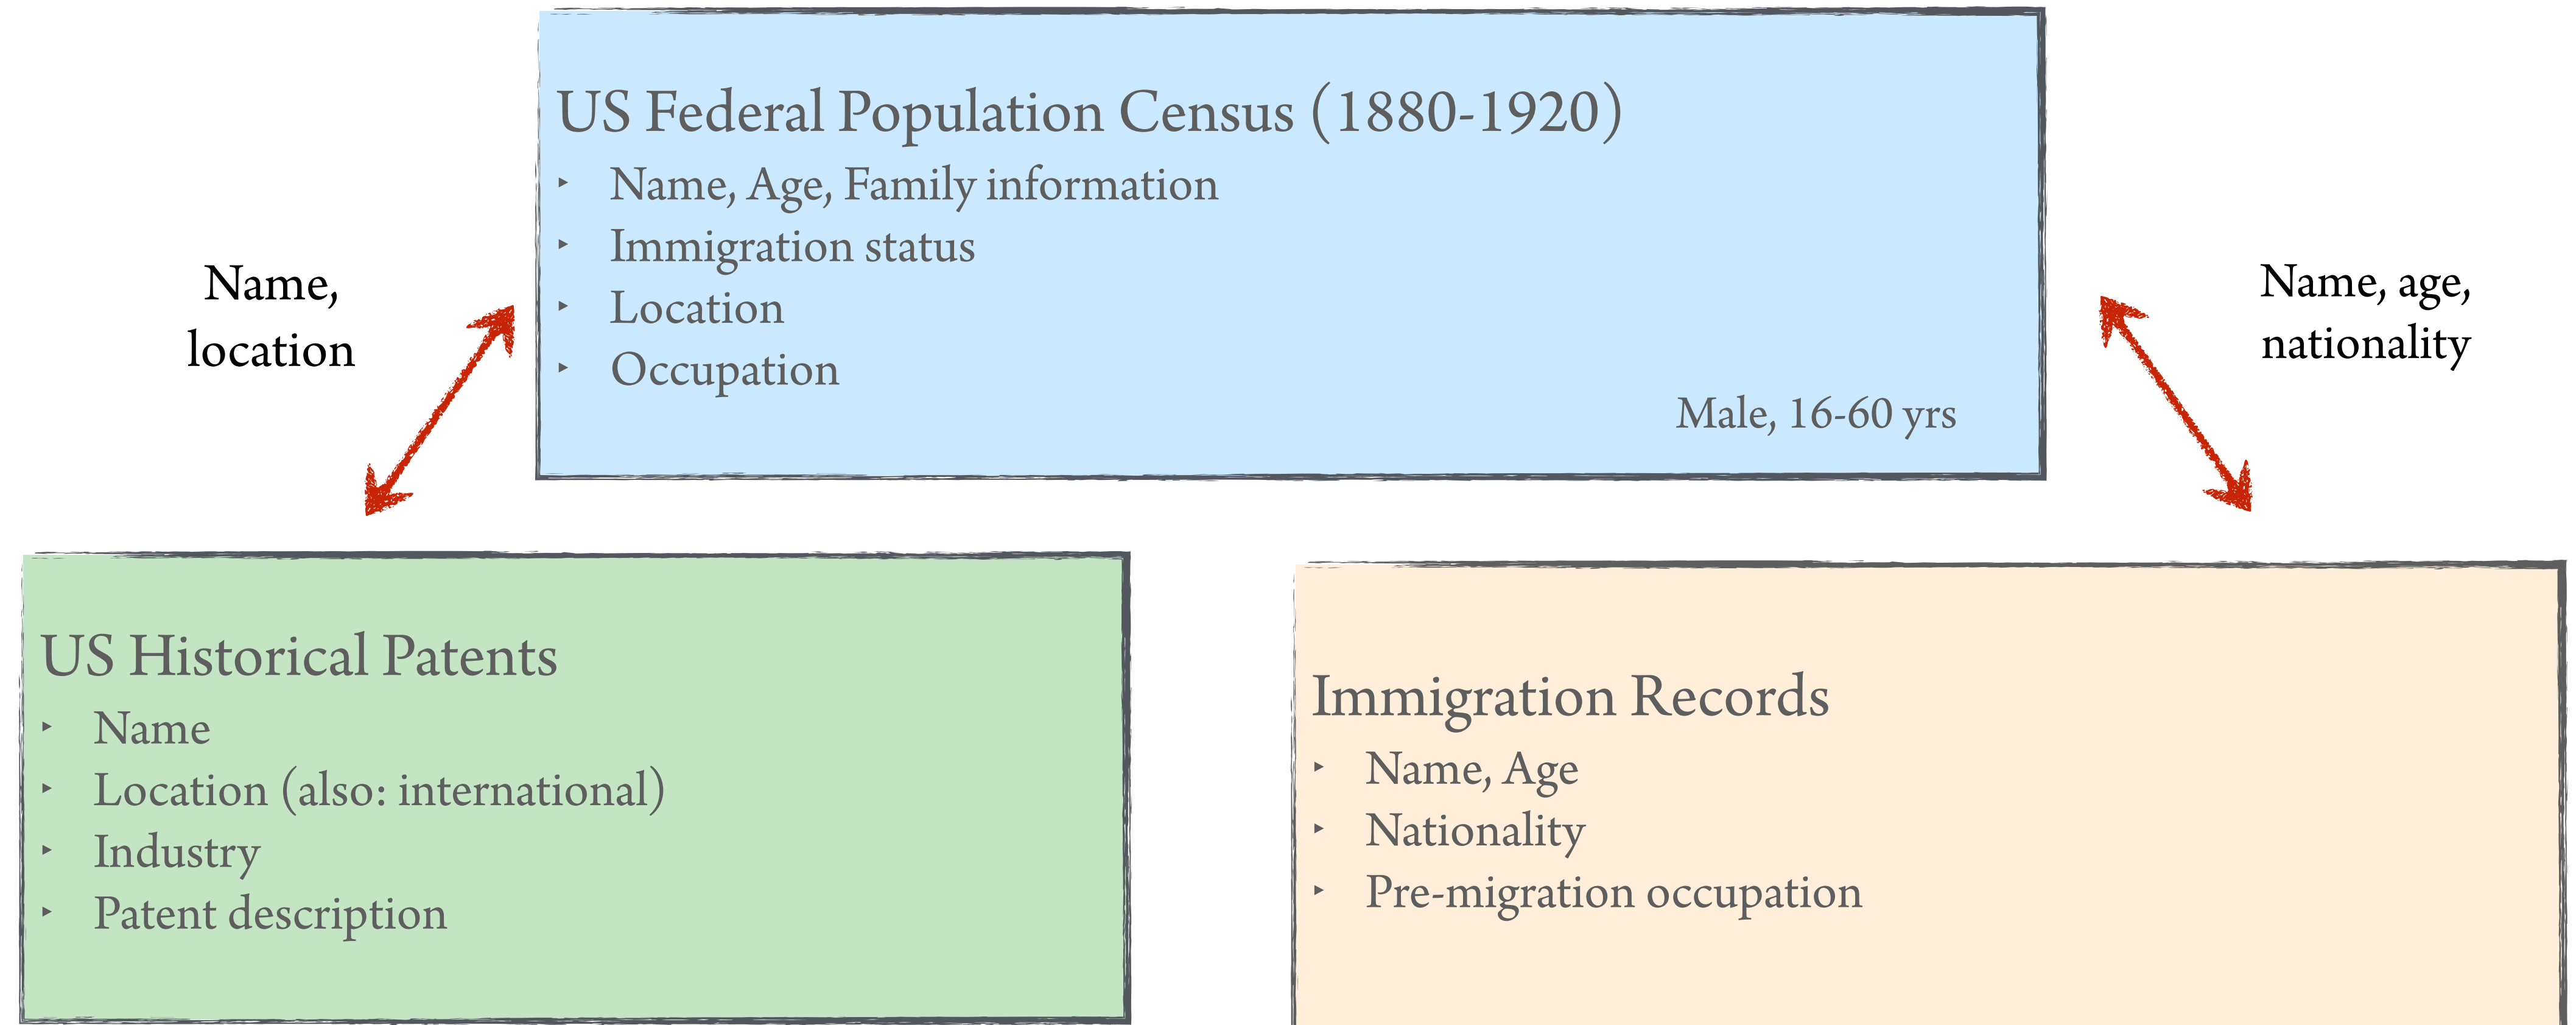 US Federal Population Census (1880-1920)
‣ Name, Age, Family information
‣ Immigration status
‣ Location
‣ Occupation
Male, 16-60 yrs
Name,
location
Name, age,
nationality
US Historical Patents
‣ Name
‣ Location (also: international)
‣ Industry
‣ Patent description
Immigration Records
‣ Name, Age
‣ Nationality
‣ Pre-migration occupation